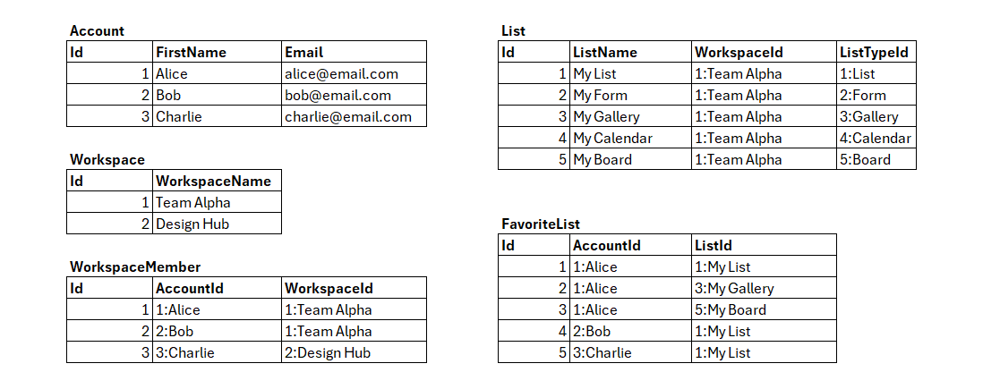 Account
Id FirstName Email
1 Alice alice@email.com
2 Bob bob@email.com
3 Charlie charlie@email.com
Workspace
Id WorkspaceName
1 Team Alpha
2 Design Hub
WorkspaceMember
Id AccountId WorkspaceId
1 1:Alice 1:Team Alpha
2 2:Bob 1:Team Alpha
3 3:Charlie 2:Design Hub
List
Id ListName WorkspaceId ListTypeId
1 My List 1:Team Alpha 1:List
2 My Form 1:Team Alpha 2:Form
3 My Gallery 1:Team Alpha 3:Gallery
4 My Calendar 1:Team Alpha 4:Calendar
5 My Board 1:Team Alpha 5:Board
FavoriteList
Id AccountId ListId
1 1:Alice 1:My List
2 1:Alice 3:My Gallery
3 1:Alice 5:My Board
4 2:Bob 1:My List
5 3:Charlie 1:My List